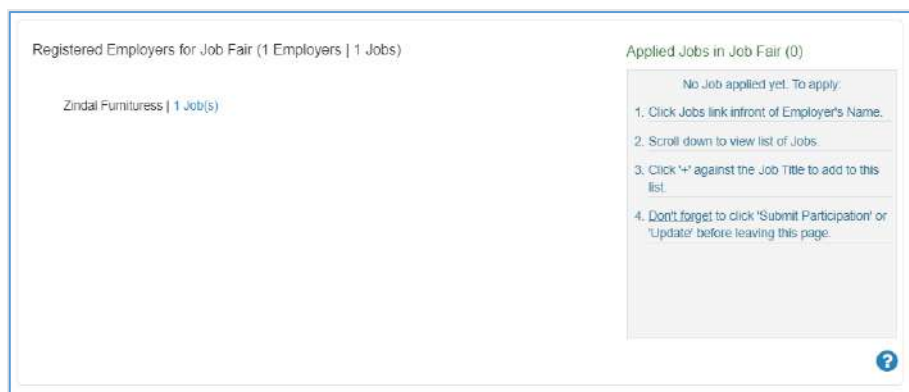 Registered Employers for Job Fair (1 Employers | 1 Jobs)
Zindal Furnituress | 1 Job(s)
Applied Jobs in Job Fair (0)
No Job applied yet. To apply:
1. Click Jobs link infront of Employer's Name.
2. Scroll down to view list of Jobs.
3. Click '+' against the Job Title to add to this
list.
4. Don't forget to click 'Submit Participation' or
'Update' before leaving this page.
?